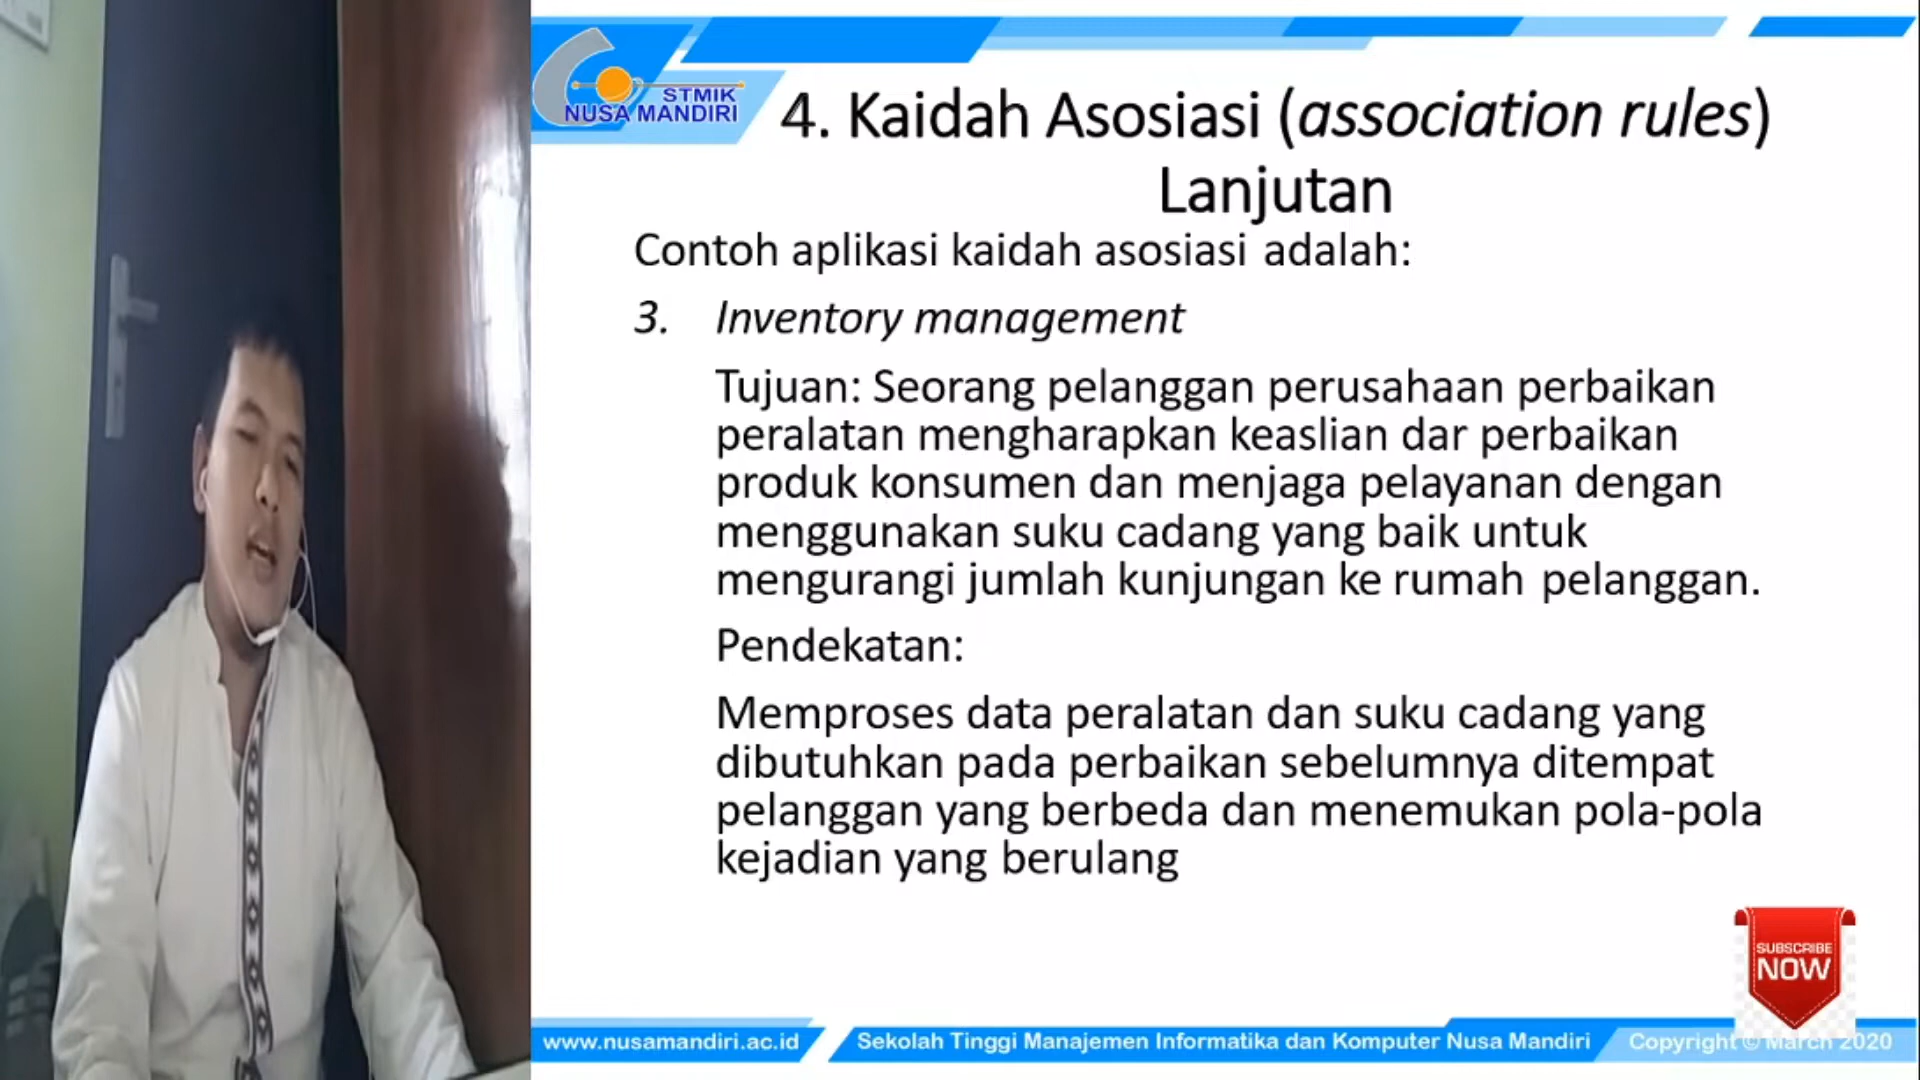 STMIK
NUSA MANDIRI
4. Kaidah Asosiasi (association rules)
Lanjutan
Contoh aplikasi kaidah asosiasi adalah:
3. Inventory management
Tujuan: Seorang pelanggan perusahaan perbaikan
peralatan mengharapkan keaslian dar perbaikan
produk konsumen dan menjaga pelayanan dengan
menggunakan suku cadang yang baik untuk
mengurangi jumlah kunjungan ke rumah pelanggan.
Pendekatan:
Memproses data peralatan dan suku cadang yang
dibutuhkan pada perbaikan sebelumnya ditempat
pelanggan yang berbeda dan menemukan pola-pola
kejadian yang berulang
SUBSCRIBE
NOW
www.nusamandiri.ac.id
Sekolah Tinggi Manajemen Informatika dan Komputer Nusa Mandiri
Copyright © March 2020